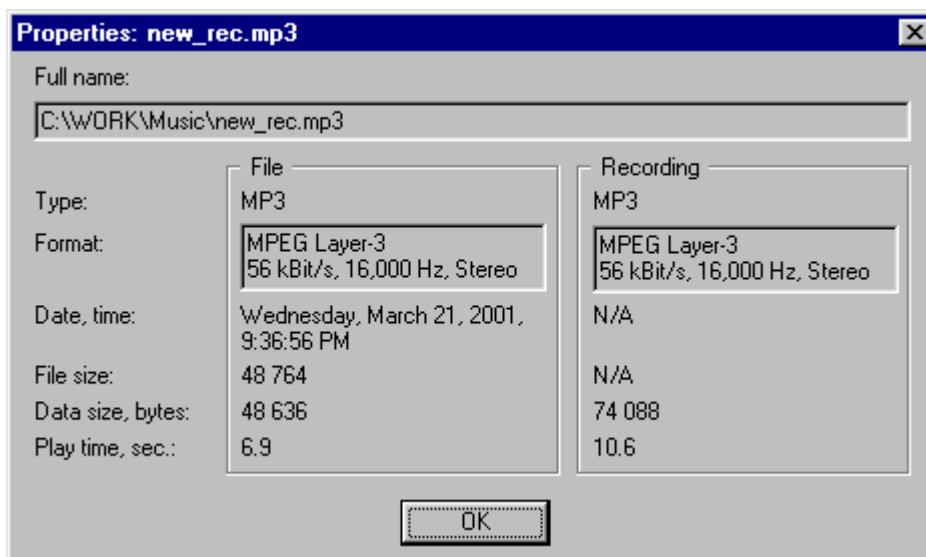 Properties: new_rec.mp3
Full name:
C:\WORK\Music\new_rec.mp3
File
Recording
Type:
MP3
MP3
Format:
MPEG Layer-3
56 kBit/s, 16,000 Hz, Stereo
MPEG Layer-3
56 kBit/s, 16,000 Hz, Stereo
Date, time:
Wednesday, March 21, 2001,
9:36:56 PM
N/A
File size:
48 764
N/A
Data size, bytes:
48 636
74 088
Play time, sec.:
6.9
10.6
OK